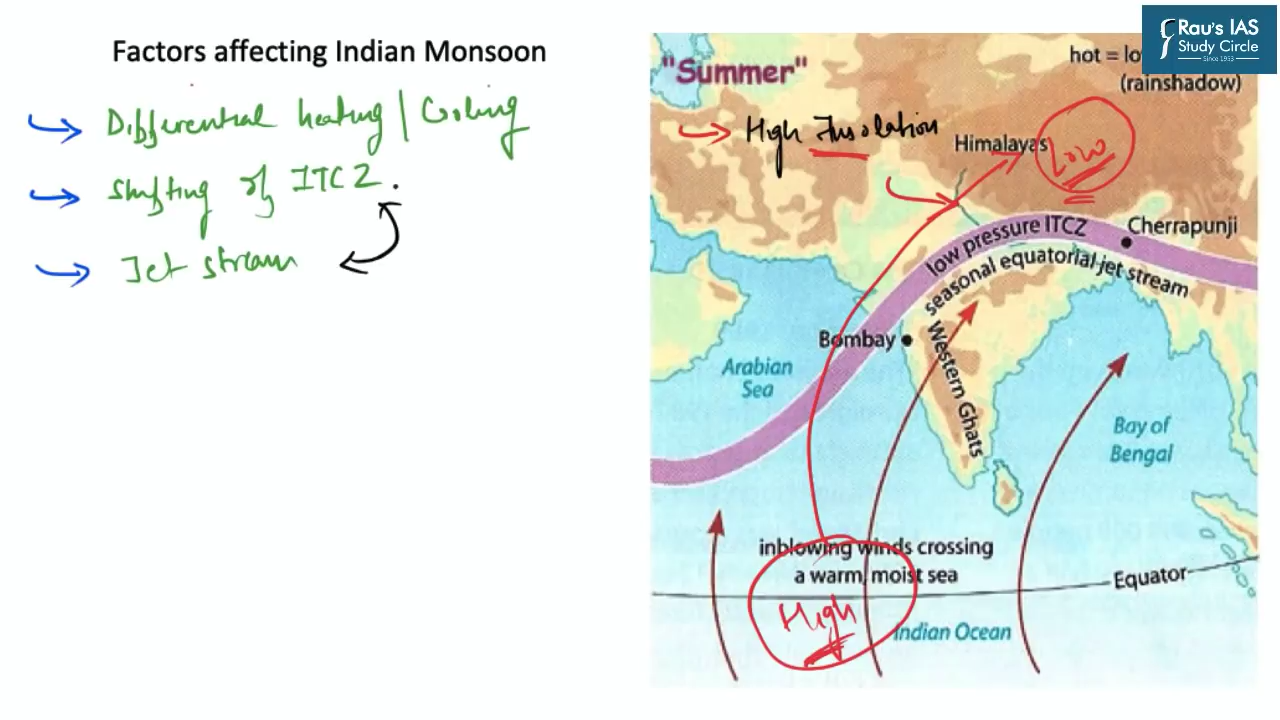 Rau's IAS
Study Circle
Since 1953
Factors affecting Indian Monsoon
Differential heating | Cooling
Shifting of ITCZ.
Jet stream
"Summer"
hot = lo
(rainshadow)
High Insolation
Himalayas
Low
Cherrapunji
low pressure ITCZ
seasonal equatorial jet stream
Bombay
Western Ghats
Arabian
Sea
Bay of
Bengal
inblowing winds crossing
a warm, moist sea
Equator
High
Indian Ocean